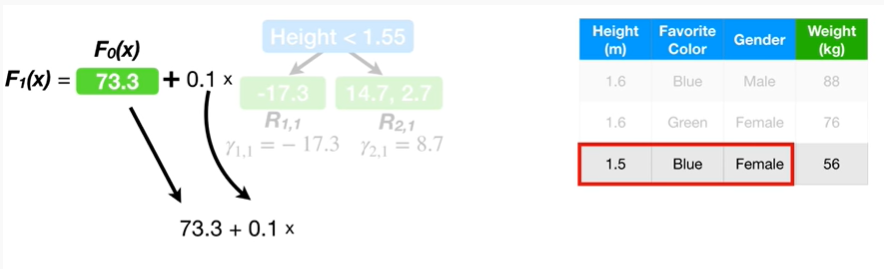 F₀(x)
F₁(x) = 73.3 + 0.1 x
Height < 1.55
-17.3 14.7, 2.7
R₁,₁ R₂,₁
γ₁,₁ = − 17.3 γ₂,₁ = 8.7
73.3 + 0.1 x
Height (m) Favorite Color Gender Weight (kg)
1.6 Blue Male 88
1.6 Green Female 76
1.5 Blue Female 56